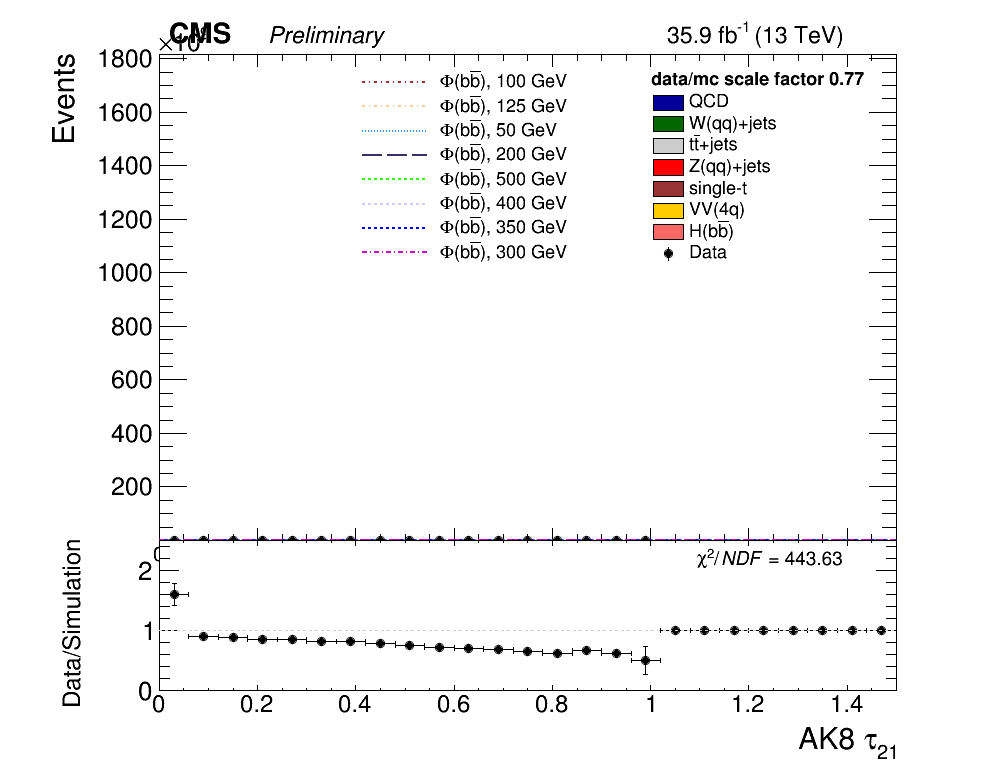 CMS Preliminary 35.9 fb⁻¹ (13 TeV)
Events
1800
1600
1400
1200
1000
800
600
400
200
Φ(bb̅), 100 GeV
Φ(bb̅), 125 GeV
Φ(bb̅), 50 GeV
Φ(bb̅), 200 GeV
Φ(bb̅), 500 GeV
Φ(bb̅), 400 GeV
Φ(bb̅), 350 GeV
Φ(bb̅), 300 GeV
data/mc scale factor 0.77
QCD
W(qq)+jets
tt̅+jets
Z(qq)+jets
single-t
VV(4q)
H(bb̅)
Data
Data/Simulation
χ²/NDF = 443.63
2
1
0
0 0.2 0.4 0.6 0.8 1 1.2 1.4
AK8 τ₂₁